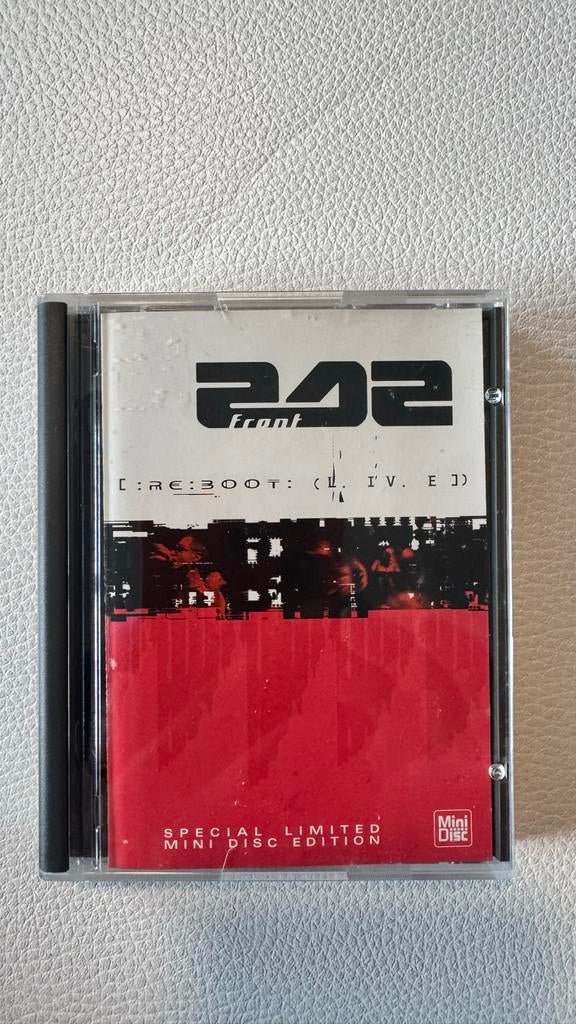 242
front
[:RE:BOOT: (L. IV. E])
SPECIAL LIMITED
MINI DISC EDITION
Mini
Disc